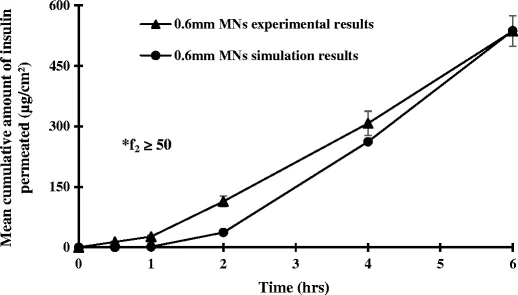 Mean cumulative amount of insulin
permeated (µg/cm²)
600
450
300
150
0
0.6mm MNs experimental results
0.6mm MNs simulation results
*f₂ ≥ 50
0 1 2 3 4 5 6
Time (hrs)